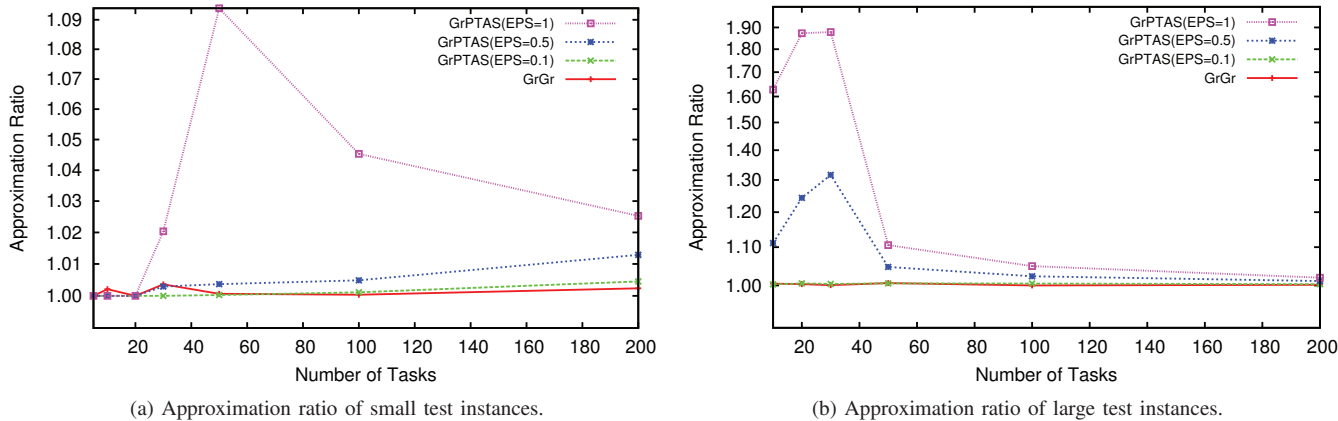 1.09
1.08
1.07
1.06
1.05
1.04
1.03
1.02
1.01
1.00
Approximation Ratio
GrPTAS(EPS=1)
GrPTAS(EPS=0.5)
GrPTAS(EPS=0.1)
GrGr
20 40 60 80 100 120 140 160 180 200
Number of Tasks
(a) Approximation ratio of small test instances.
1.90
1.80
1.70
1.60
1.50
1.40
1.30
1.20
1.10
1.00
Approximation Ratio
GrPTAS(EPS=1)
GrPTAS(EPS=0.5)
GrPTAS(EPS=0.1)
GrGr
20 40 60 80 100 120 140 160 180 200
Number of Tasks
(b) Approximation ratio of large test instances.